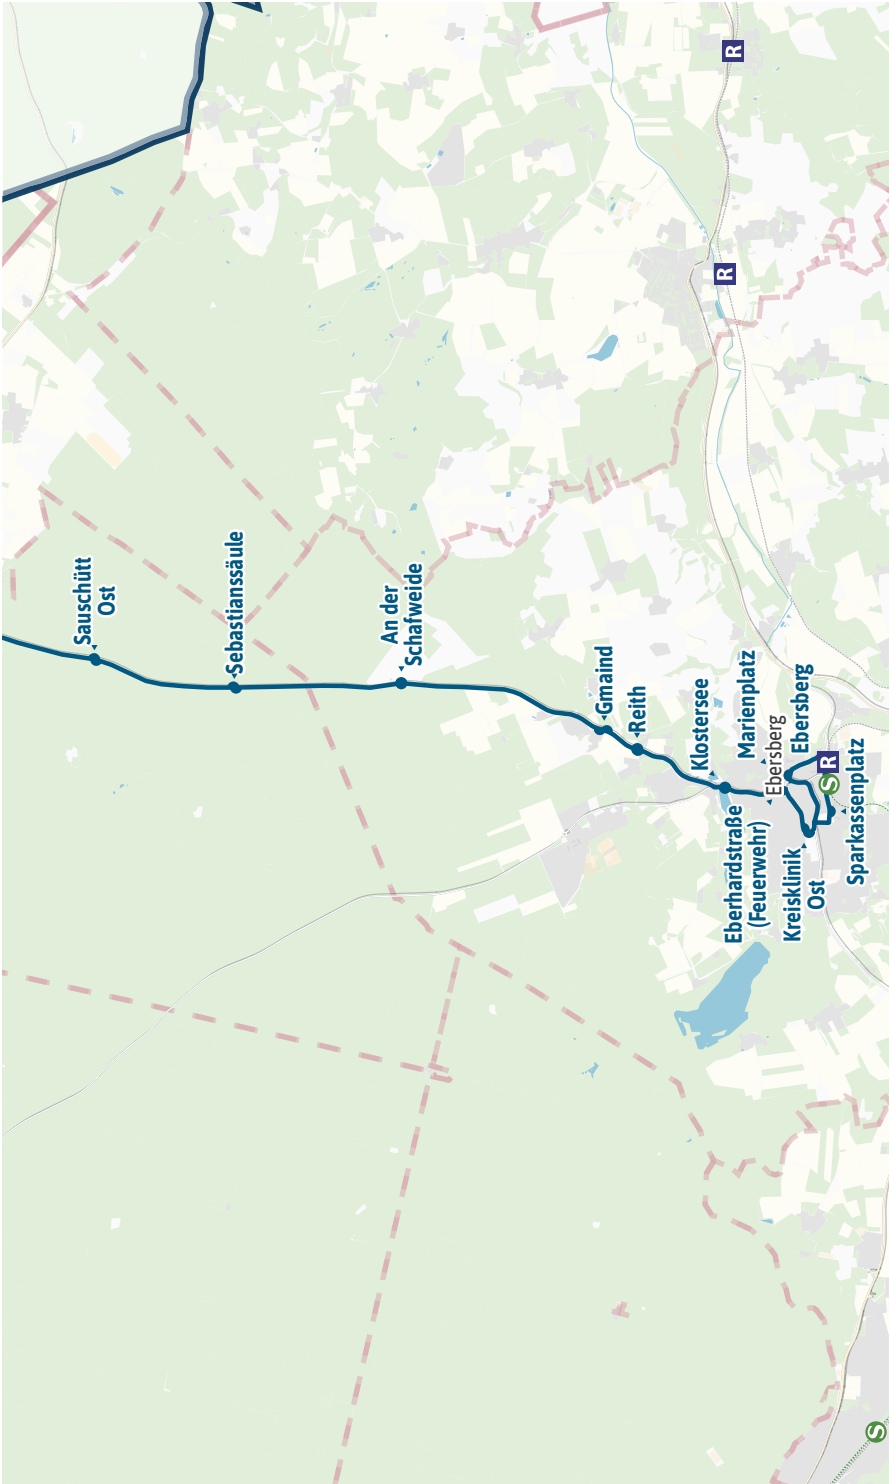 Sauschütt
Ost
Sebastianssäule
An der
Schafweide
Gmaind
Reith
Klostersee
Marienplatz
Ebersberg
Ebersberg
Eberhardstraße
(Feuerwehr)
Kreisklinik
Ost
Sparkassenplatz
R
R
S
R
S